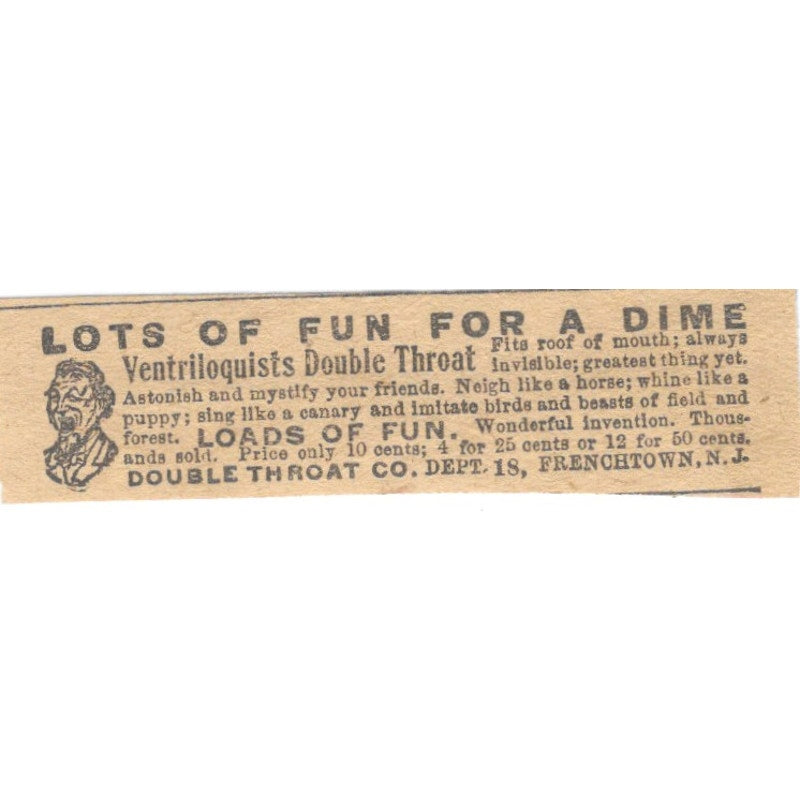 LOTS OF FUN FOR A DIME
Ventriloquists Double Throat Fits roof of mouth; always
invisible; greatest thing yet.
Astonish and mystify your friends. Neigh like a horse; whine like a
puppy; sing like a canary and imitate birds and beasts of field and
forest. LOADS OF FUN. Wonderful invention. Thous-
ands sold. Price only 10 cents; 4 for 25 cents or 12 for 50 cents.
DOUBLE THROAT CO. DEPT. 18, FRENCHTOWN, N. J.